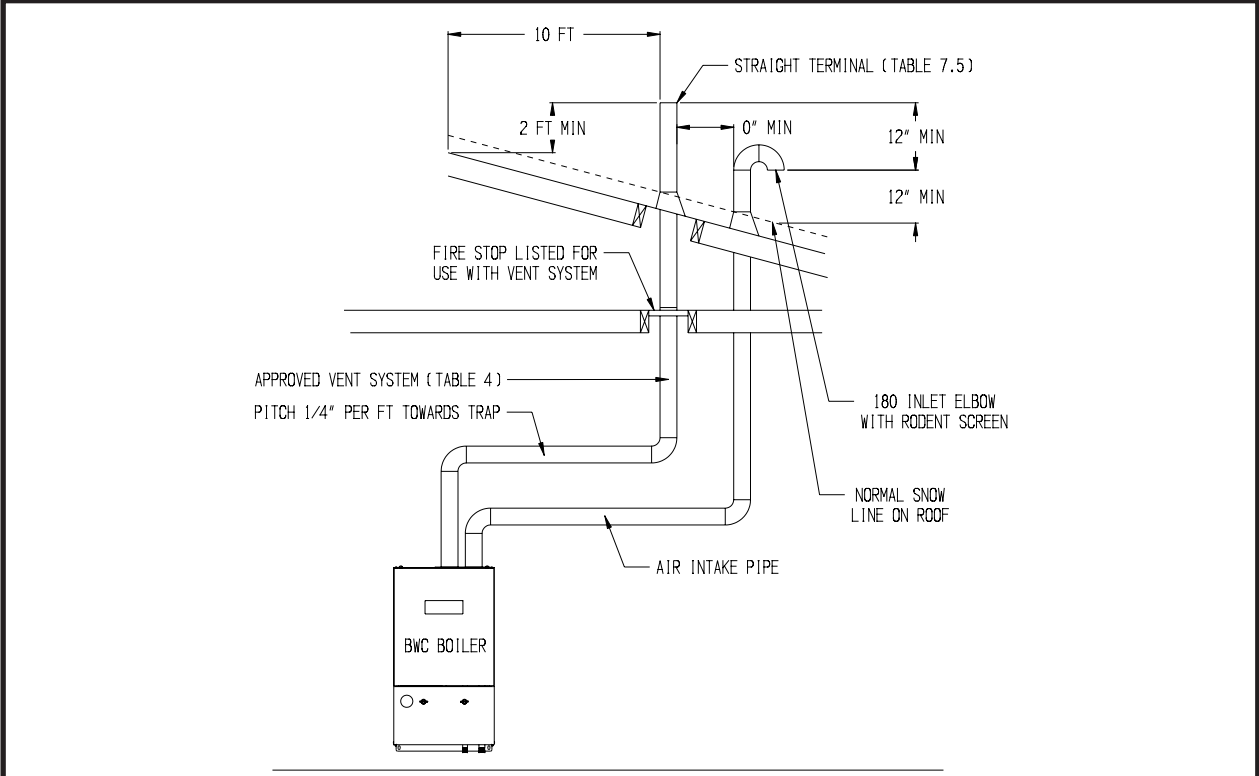 10 FT
STRAIGHT TERMINAL (TABLE 7.5)
2 FT MIN
0" MIN
12" MIN
12" MIN
FIRE STOP LISTED FOR
USE WITH VENT SYSTEM
APPROVED VENT SYSTEM (TABLE 4)
PITCH 1/4" PER FT TOWARDS TRAP
180 INLET ELBOW
WITH RODENT SCREEN
NORMAL SNOW
LINE ON ROOF
AIR INTAKE PIPE
BWC BOILER